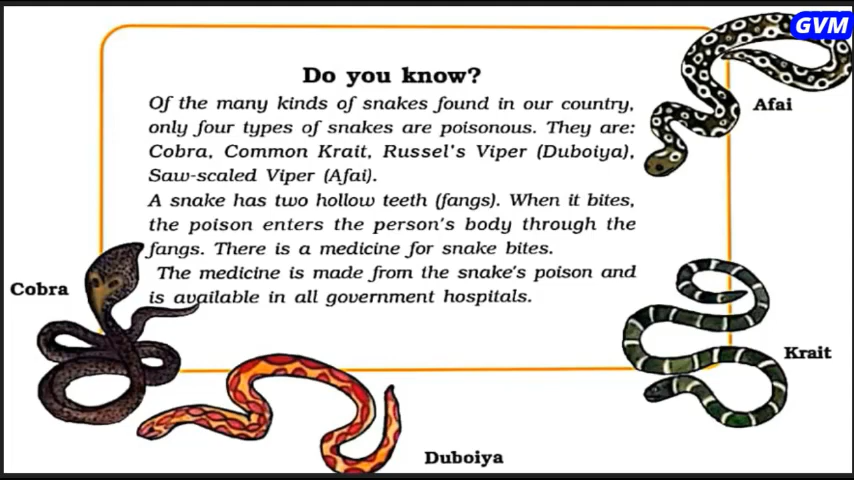 GVM
Do you know?
Of the many kinds of snakes found in our country,
only four types of snakes are poisonous. They are:
Cobra, Common Krait, Russel's Viper (Duboiya),
Saw-scaled Viper (Afai).
A snake has two hollow teeth (fangs). When it bites,
the poison enters the person's body through the
fangs. There is a medicine for snake bites.
The medicine is made from the snake's poison and
is available in all government hospitals.
Afai
Cobra
Krait
Duboiya